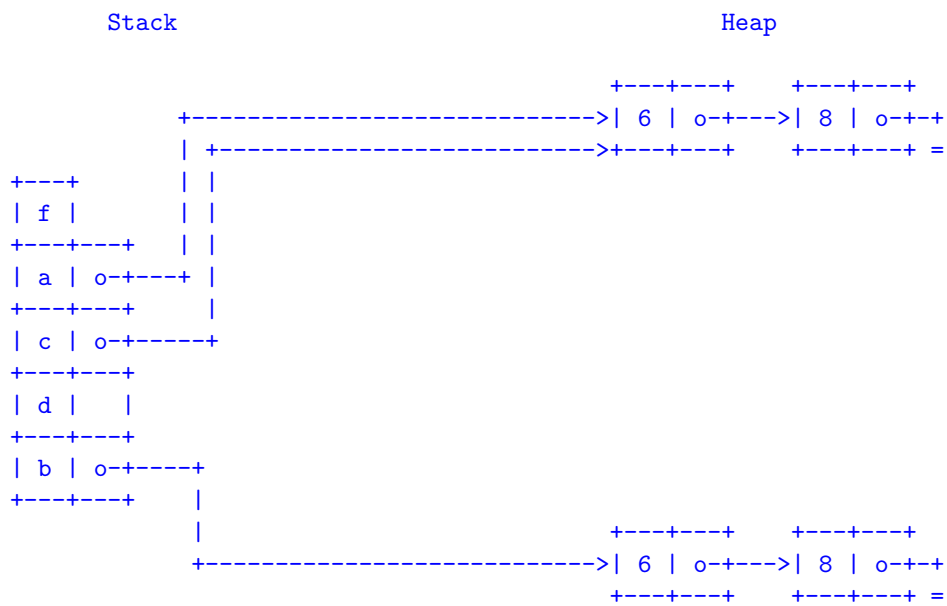 Stack                                       Heap

                                            +---+---+    +---+---+
             +----------------------------->| 6 | o-+--->| 8 | o-+-+
             | +--------------------------->+---+---+    +---+---+ =
+---+        | |
| f |        | |
+---+---+    | |
| a | o-+----+ |
+---+---+      |
| c | o-+------+
+---+---+
| d |   |
+---+---+
| b | o-+-----+
+---+---+     |
              |                             +---+---+    +---+---+
              +---------------------------->| 6 | o-+--->| 8 | o-+-+
                                            +---+---+    +---+---+ =